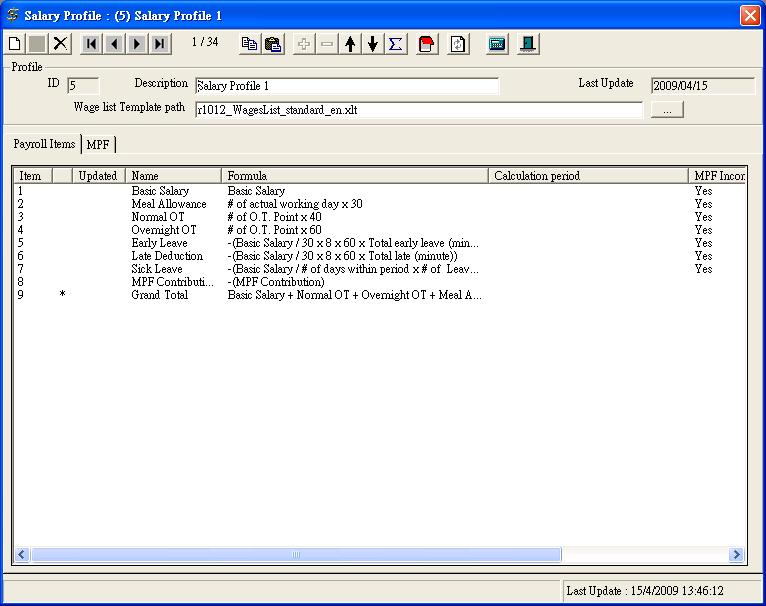 Salary Profile : (5) Salary Profile 1
1 / 34
Profile
ID 5 Description Salary Profile 1 Last Update 2009/04/15
Wage list Template path r1012_WagesList_standard_en.xlt ...
Payroll Items MPF
Item Updated Name Formula Calculation period MPF Incor
1 Basic Salary Basic Salary Yes
2 Meal Allowance # of actual working day x 30 Yes
3 Normal OT # of O.T. Point x 40 Yes
4 Overnight OT # of O.T. Point x 60 Yes
5 Early Leave -(Basic Salary / 30 x 8 x 60 x Total early leave (min... Yes
6 Late Deduction -(Basic Salary / 30 x 8 x 60 x Total late (minute)) Yes
7 Sick Leave -(Basic Salary / # of days within period x # of Leav... Yes
8 MPF Contributi... -(MPF Contribution)
9 * Grand Total Basic Salary + Normal OT + Overnight OT + Meal A...
Last Update : 15/4/2009 13:46:12